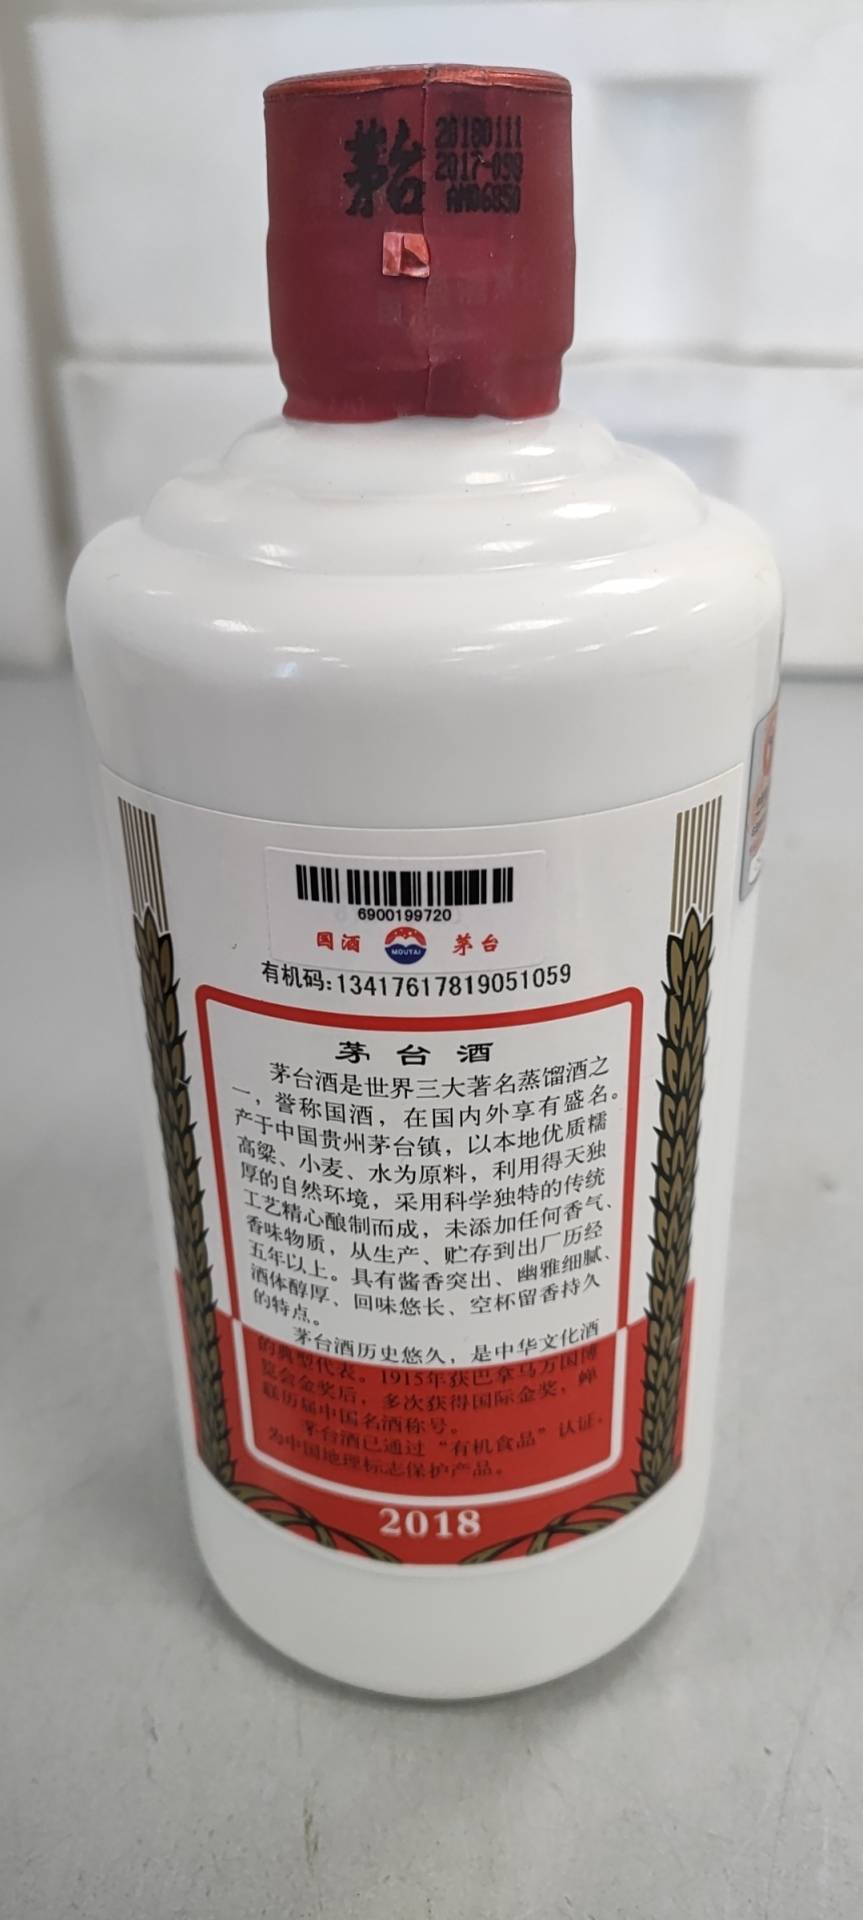 茅台
20180111
2017-098
AM06850
6900199720
国酒 MOUTAI 茅台
有机码:13417617819051059
茅台酒
茅台酒是世界三大著名蒸馏酒之
一，誉称国酒，在国内外享有盛名。
产于中国贵州茅台镇，以本地优质糯
高粱、小麦、水为原料，利用得天独
厚的自然环境，采用科学独特的传统
工艺精心酿制而成，未添加任何香气、
香味物质，从生产、贮存到出厂历经
五年以上。具有酱香突出、幽雅细腻、
酒体醇厚、回味悠长、空杯留香持久
的特点。
茅台酒历史悠久，是中华文化酒
的典型代表。1915年获巴拿马万国博
览会金奖后，多次获得国际金奖，蝉
联历届中国名酒称号。
茅台酒已通过“有机食品”认证，
为中国地理标志保护产品。
2018